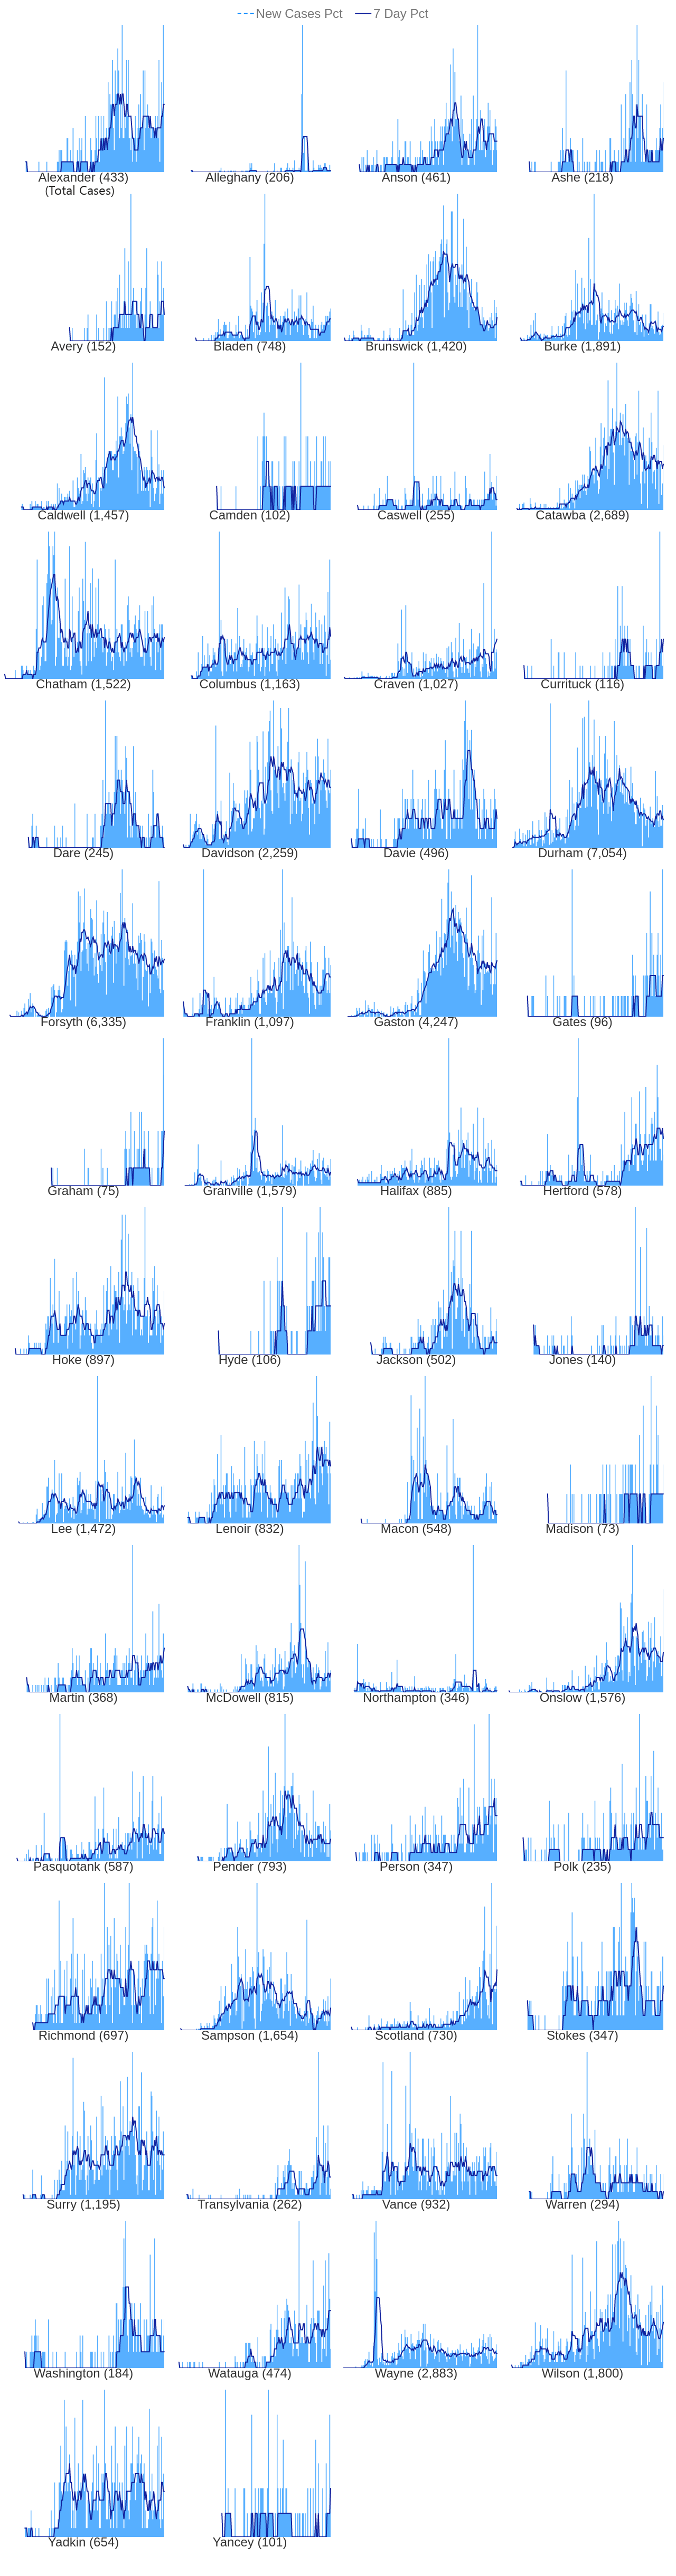 New Cases Pct 7 Day Pct
Alexander (433) Alleghany (206) Anson (461) Ashe (218)
(Total Cases)
Avery (152) Bladen (748) Brunswick (1,420) Burke (1,891)
Caldwell (1,457) Camden (102) Caswell (255) Catawba (2,689)
Chatham (1,522) Columbus (1,163) Craven (1,027) Currituck (116)
Dare (245) Davidson (2,259) Davie (496) Durham (7,054)
Forsyth (6,335) Franklin (1,097) Gaston (4,247) Gates (96)
Graham (75) Granville (1,579) Halifax (885) Hertford (578)
Hoke (897) Hyde (106) Jackson (502) Jones (140)
Lee (1,472) Lenoir (832) Macon (548) Madison (73)
Martin (368) McDowell (815) Northampton (346) Onslow (1,576)
Pasquotank (587) Pender (793) Person (347) Polk (235)
Richmond (697) Sampson (1,654) Scotland (730) Stokes (347)
Surry (1,195) Transylvania (262) Vance (932) Warren (294)
Washington (184) Watauga (474) Wayne (2,883) Wilson (1,800)
Yadkin (654) Yancey (101)